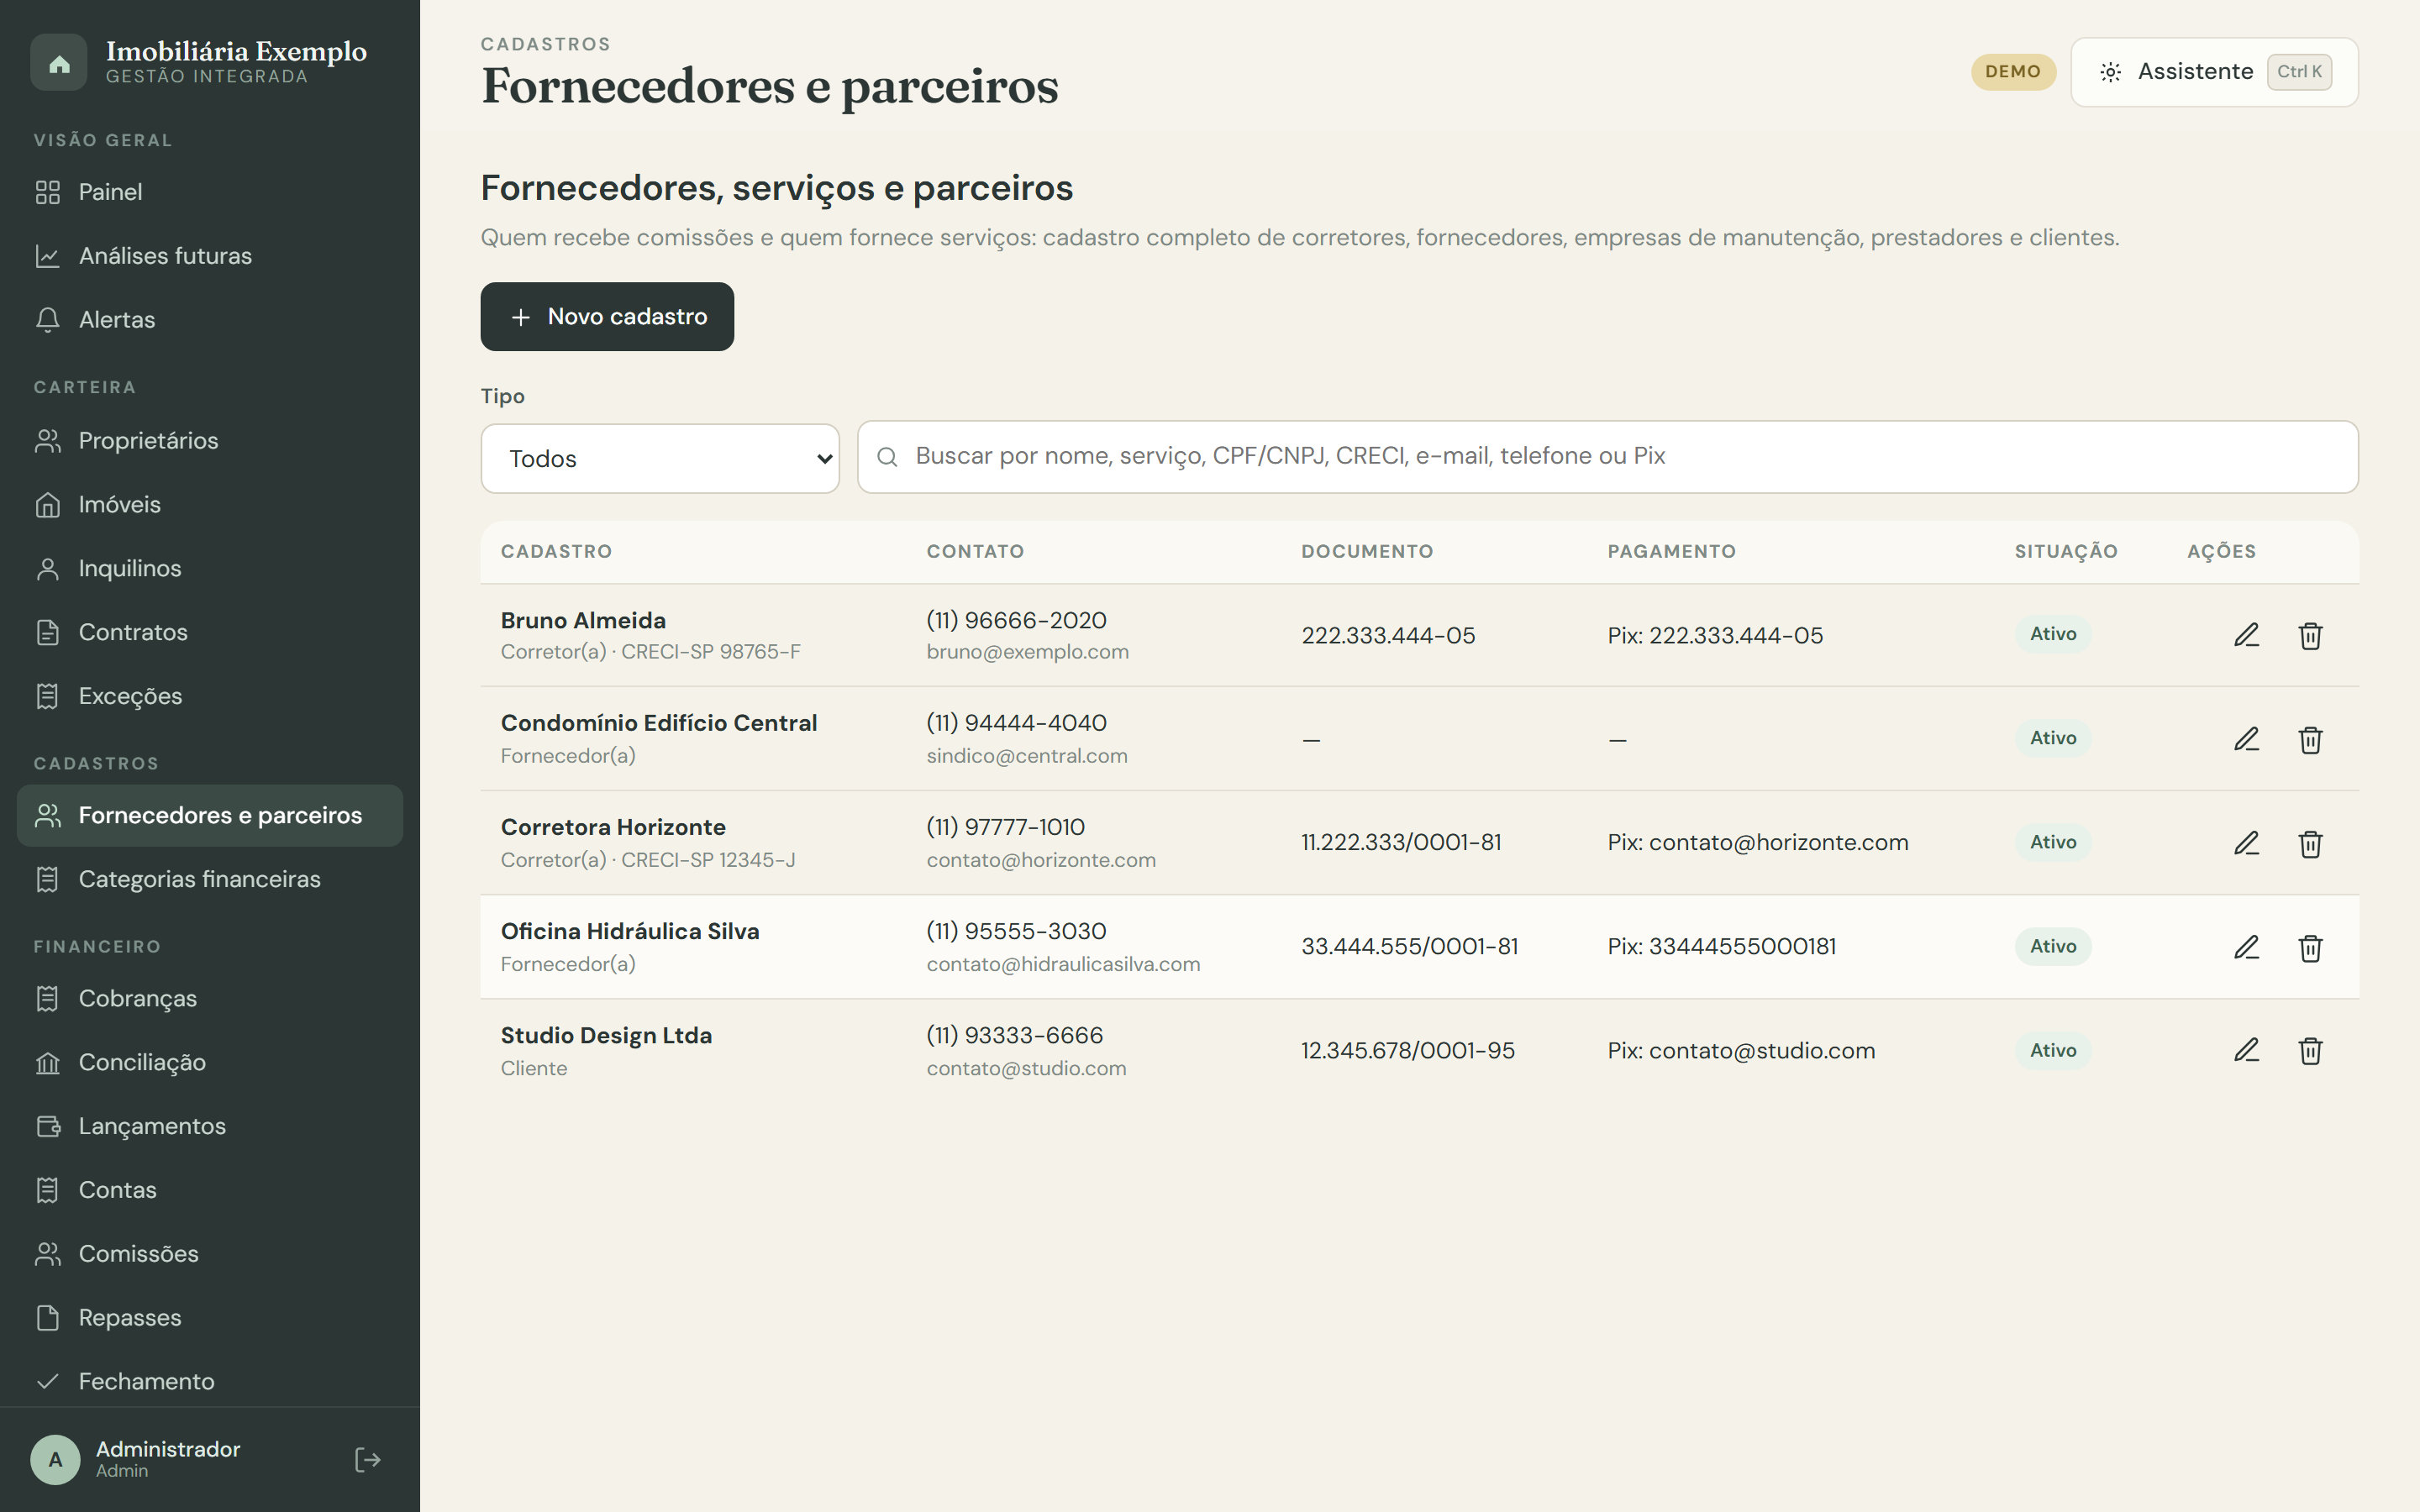 Imobiliária Exemplo
GESTÃO INTEGRADA
VISÃO GERAL
Painel
Análises futuras
Alertas
CARTEIRA
Proprietários
Imóveis
Inquilinos
Contratos
Exceções
CADASTROS
Fornecedores e parceiros
Categorias financeiras
FINANCEIRO
Cobranças
Conciliação
Lançamentos
Contas
Comissões
Repasses
Fechamento
A
Administrador
Admin
CADASTROS
Fornecedores e parceiros
DEMO
Assistente Ctrl K
Fornecedores, serviços e parceiros
Quem recebe comissões e quem fornece serviços: cadastro completo de corretores, fornecedores, empresas de manutenção, prestadores e clientes.
Novo cadastro
Tipo
Todos
Buscar por nome, serviço, CPF/CNPJ, CRECI, e-mail, telefone ou Pix
CADASTRO CONTATO DOCUMENTO PAGAMENTO SITUAÇÃO AÇÕES
Bruno Almeida (11) 96666-2020 222.333.444-05 Pix: 222.333.444-05 Ativo
Corretor(a) · CRECI-SP 98765-F bruno@exemplo.com
Condomínio Edifício Central (11) 94444-4040 — — Ativo
Fornecedor(a) sindico@central.com
Corretora Horizonte (11) 97777-1010 11.222.333/0001-81 Pix: contato@horizonte.com Ativo
Corretor(a) · CRECI-SP 12345-J contato@horizonte.com
Oficina Hidráulica Silva (11) 95555-3030 33.444.555/0001-81 Pix: 33444555000181 Ativo
Fornecedor(a) contato@hidraulicasilva.com
Studio Design Ltda (11) 93333-6666 12.345.678/0001-95 Pix: contato@studio.com Ativo
Cliente contato@studio.com